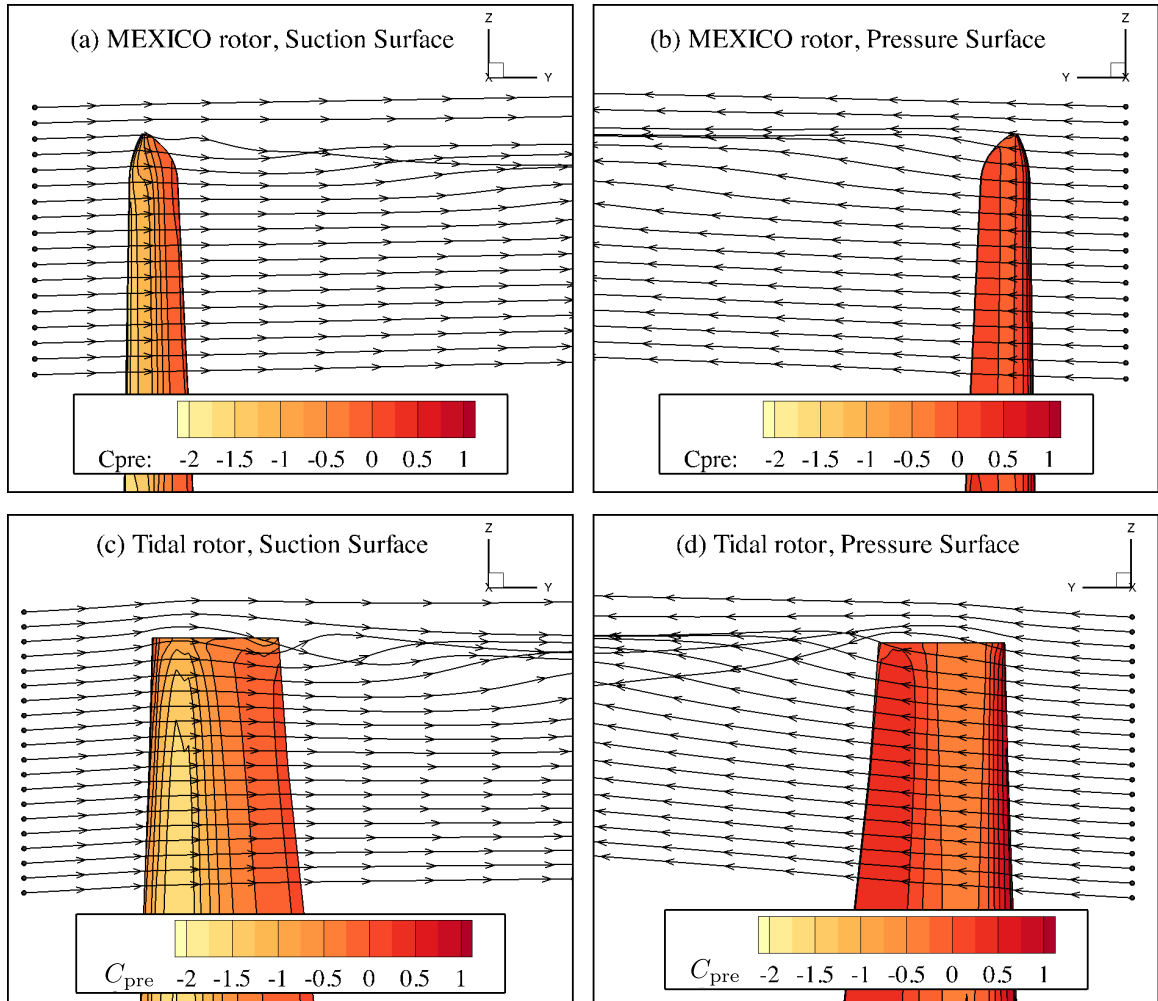 (a) MEXICO rotor, Suction Surface
Z
X Y
Cpre: -2 -1.5 -1 -0.5 0 0.5 1
(b) MEXICO rotor, Pressure Surface
Z
Y X
Cpre: -2 -1.5 -1 -0.5 0 0.5 1
(c) Tidal rotor, Suction Surface
Z
X Y
C_pre -2 -1.5 -1 -0.5 0 0.5 1
(d) Tidal rotor, Pressure Surface
Z
Y X
C_pre -2 -1.5 -1 -0.5 0 0.5 1